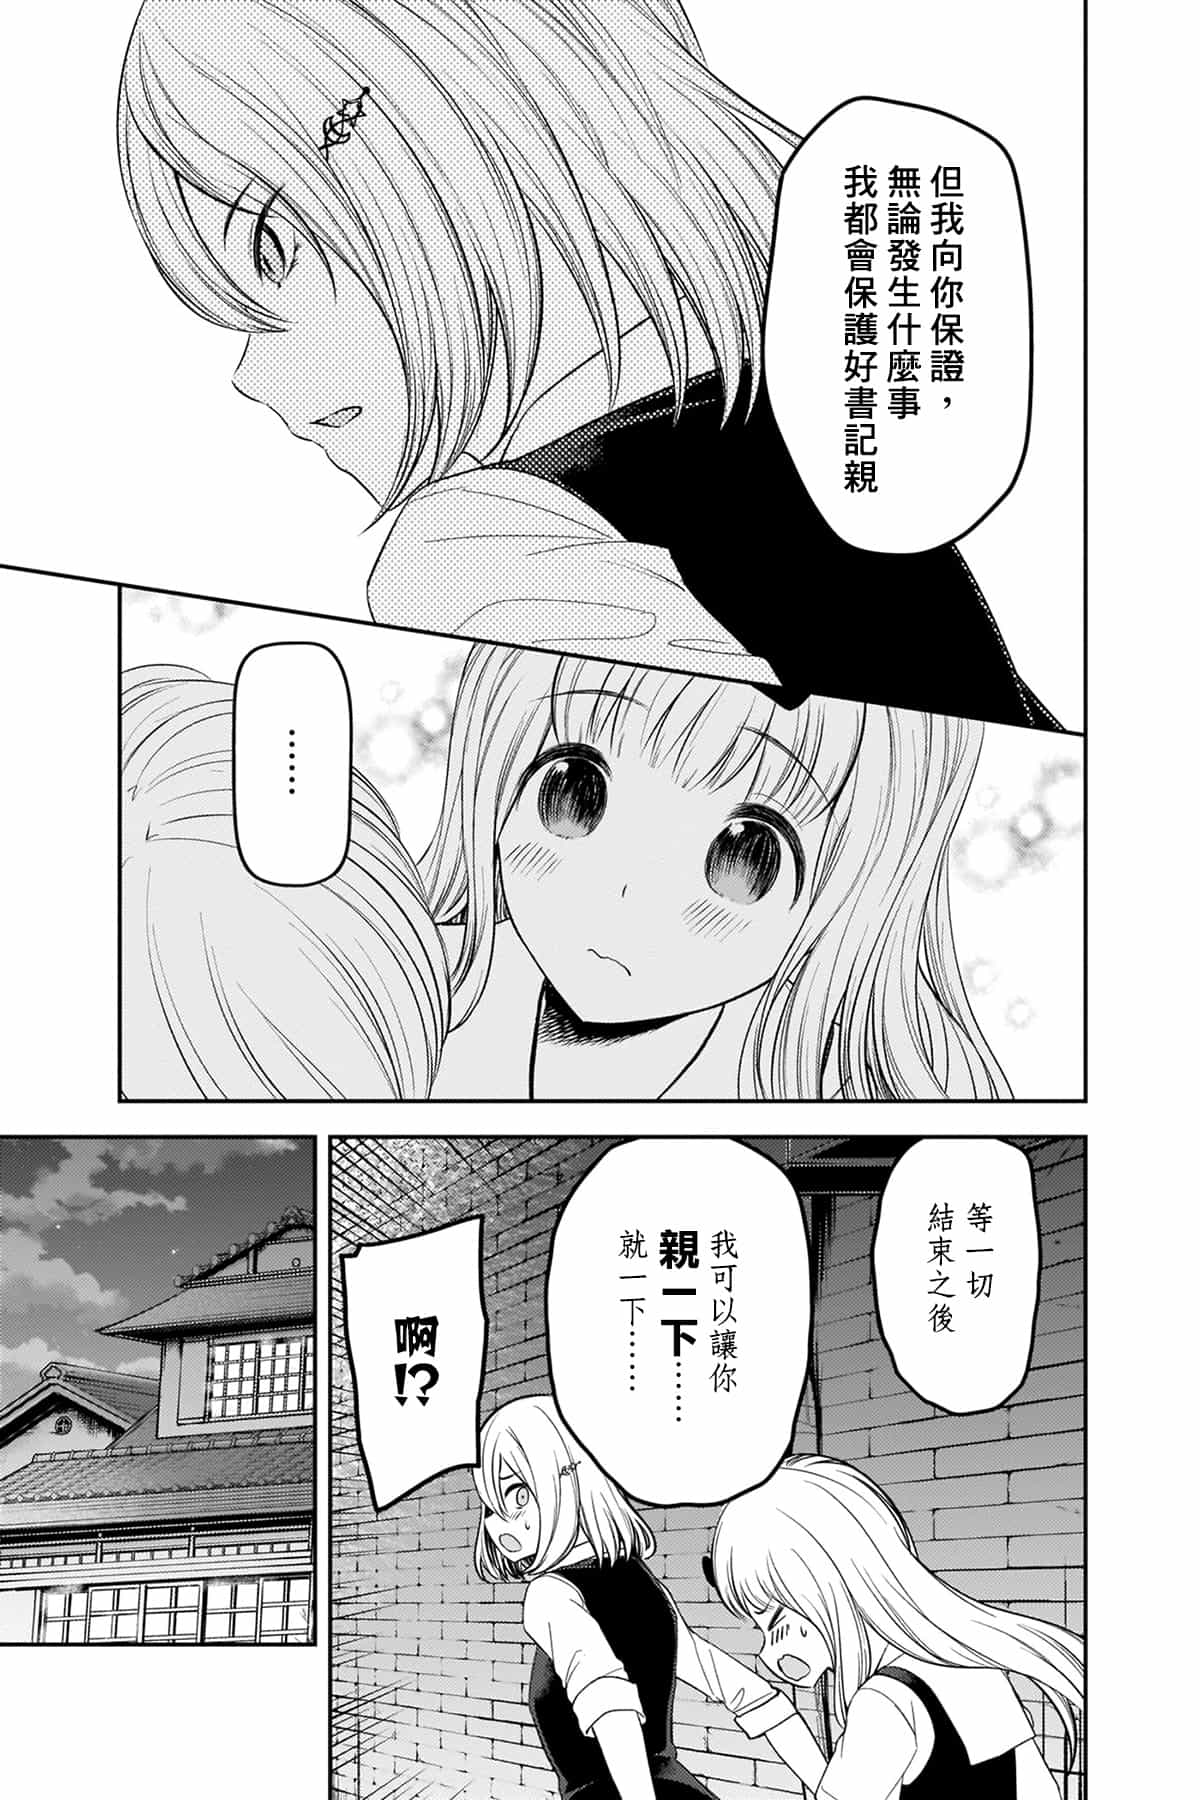 但我向你保證，
無論發生什麼事
我都會保護好書記親
……
等一切
結束之後
我可以讓你
親一下……
就一下……
啊!?